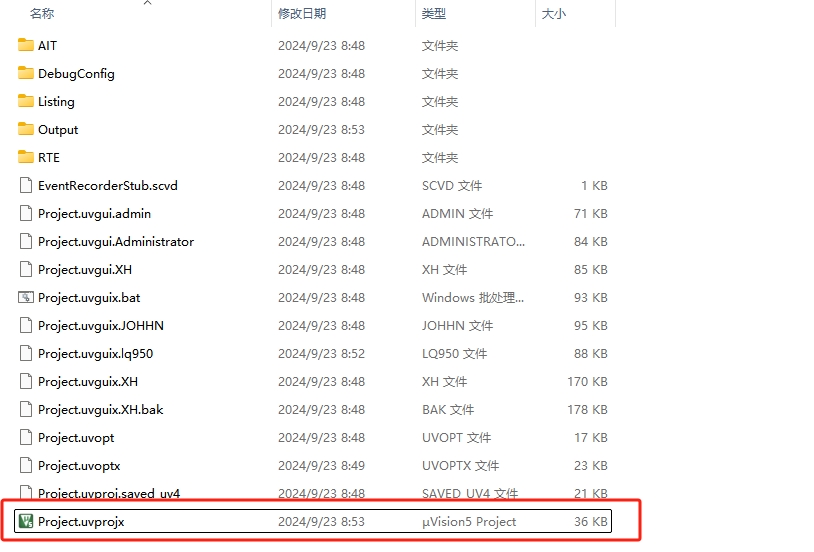 名称 修改日期 类型 大小
AIT 2024/9/23 8:48 文件夹
DebugConfig 2024/9/23 8:48 文件夹
Listing 2024/9/23 8:48 文件夹
Output 2024/9/23 8:53 文件夹
RTE 2024/9/23 8:48 文件夹
EventRecorderStub.scvd 2024/9/23 8:48 SCVD 文件 1 KB
Project.uvgui.admin 2024/9/23 8:48 ADMIN 文件 71 KB
Project.uvgui.Administrator 2024/9/23 8:48 ADMINISTRATO... 84 KB
Project.uvgui.XH 2024/9/23 8:48 XH 文件 85 KB
Project.uvguix.bat 2024/9/23 8:48 Windows 批处理... 93 KB
Project.uvguix.JOHHN 2024/9/23 8:48 JOHHN 文件 95 KB
Project.uvguix.lq950 2024/9/23 8:52 LQ950 文件 88 KB
Project.uvguix.XH 2024/9/23 8:48 XH 文件 170 KB
Project.uvguix.XH.bak 2024/9/23 8:48 BAK 文件 178 KB
Project.uvopt 2024/9/23 8:48 UVOPT 文件 17 KB
Project.uvoptx 2024/9/23 8:49 UVOPTX 文件 23 KB
Project.uvproj.saved_uv4 2024/9/23 8:48 SAVED_UV4 文件 21 KB
Project.uvprojx 2024/9/23 8:53 µVision5 Project 36 KB